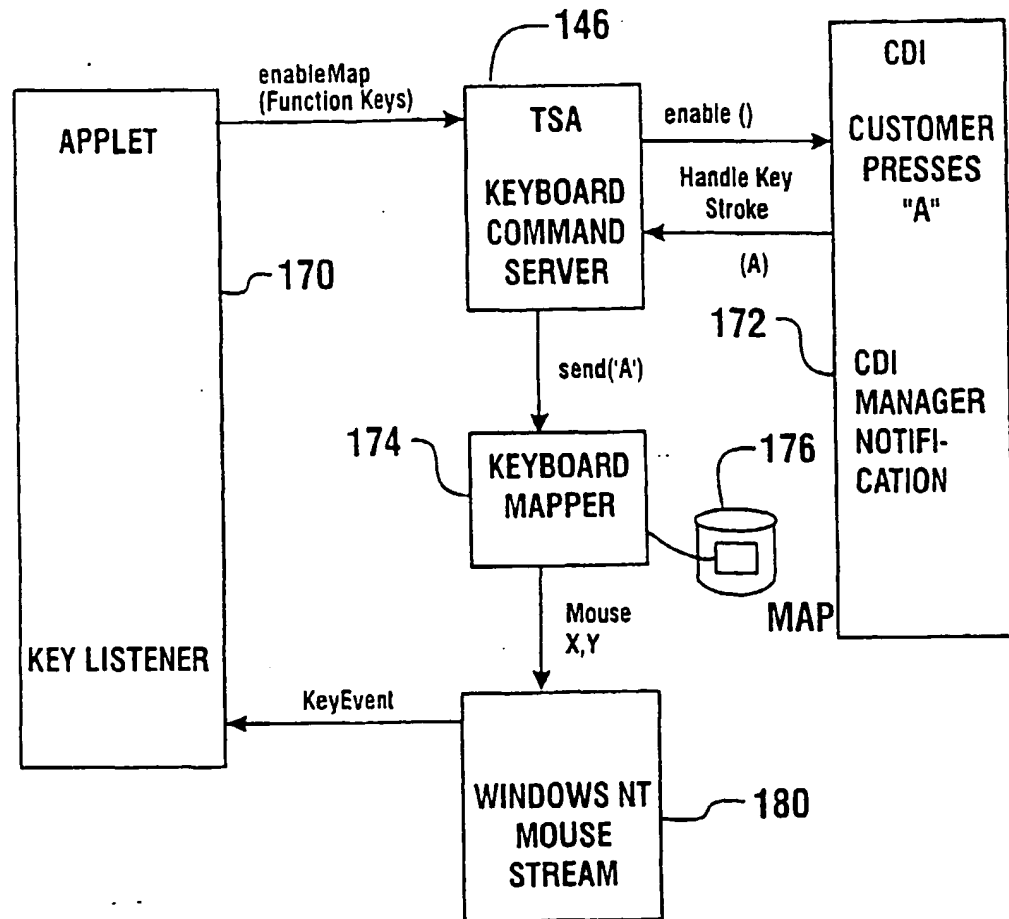 146
CDI
enableMap
(Function Keys)
APPLET
TSA
enable ()
CUSTOMER
PRESSES
"A"
KEYBOARD
COMMAND
SERVER
Handle Key
Stroke
(A)
170
172
send('A')
CDI
MANAGER
NOTIFI-
CATION
174
KEYBOARD
MAPPER
176
MAP
Mouse
X,Y
KEY LISTENER
KeyEvent
WINDOWS NT
MOUSE
STREAM
180